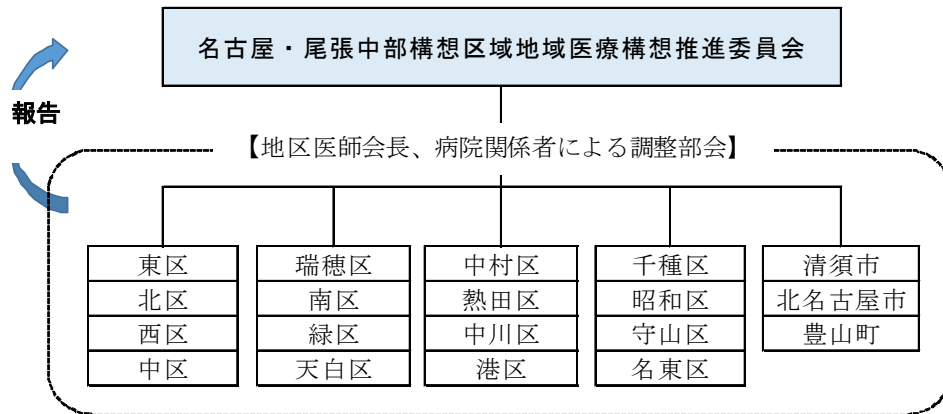 名古屋・尾張中部構想区域地域医療構想推進委員会
報告
【地区医師会長、病院関係者による調整部会】
東区
北区
西区
中区
瑞穂区
南区
緑区
天白区
中村区
熱田区
中川区
港区
千種区
昭和区
守山区
名東区
清須市
北名古屋市
豊山町